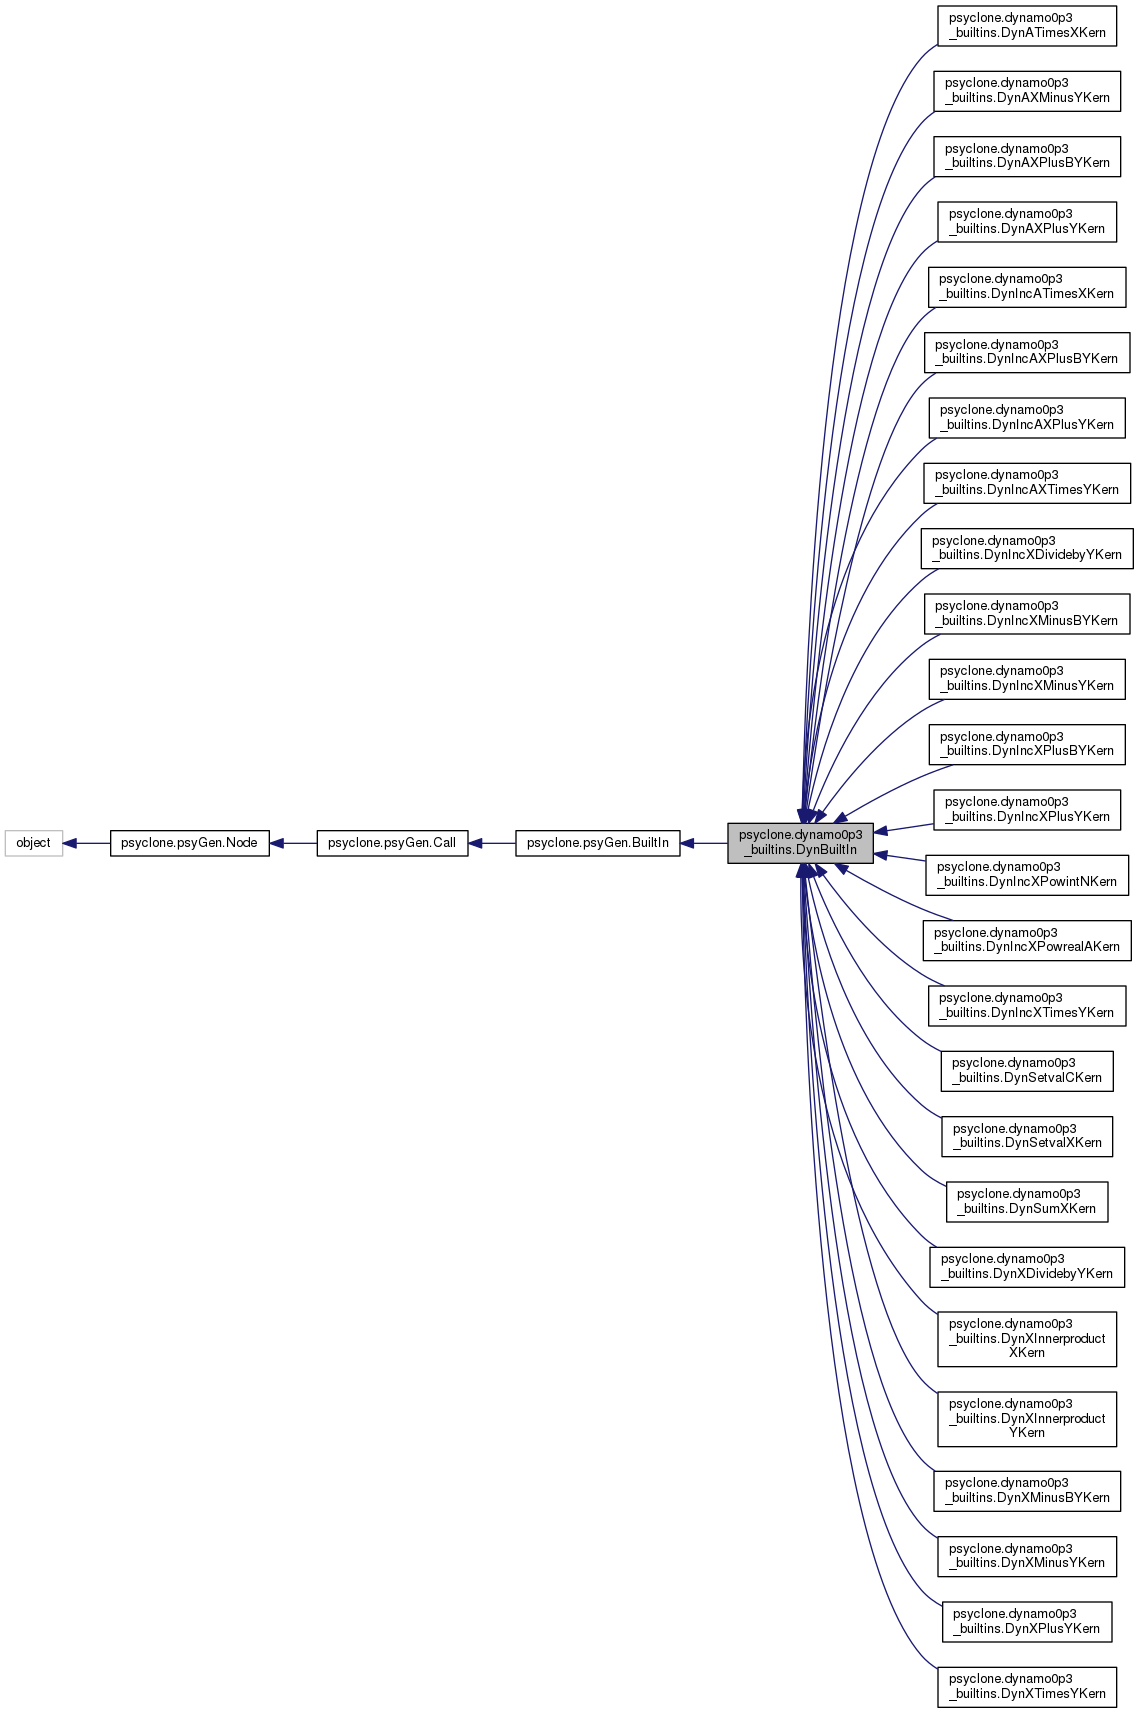 object
psyclone.psyGen.Node
psyclone.psyGen.Call
psyclone.psyGen.BuiltIn
psyclone.dynamo0p3
_builtins.DynBuiltIn
psyclone.dynamo0p3
_builtins.DynATimesXKern
psyclone.dynamo0p3
_builtins.DynAXMinusYKern
psyclone.dynamo0p3
_builtins.DynAXPlusBYKern
psyclone.dynamo0p3
_builtins.DynAXPlusYKern
psyclone.dynamo0p3
_builtins.DynIncATimesXKern
psyclone.dynamo0p3
_builtins.DynIncAXPlusBYKern
psyclone.dynamo0p3
_builtins.DynIncAXPlusYKern
psyclone.dynamo0p3
_builtins.DynIncAXTimesYKern
psyclone.dynamo0p3
_builtins.DynIncXDividebyYKern
psyclone.dynamo0p3
_builtins.DynIncXMinusBYKern
psyclone.dynamo0p3
_builtins.DynIncXMinusYKern
psyclone.dynamo0p3
_builtins.DynIncXPlusBYKern
psyclone.dynamo0p3
_builtins.DynIncXPlusYKern
psyclone.dynamo0p3
_builtins.DynIncXPowintNKern
psyclone.dynamo0p3
_builtins.DynIncXPowrealAKern
psyclone.dynamo0p3
_builtins.DynIncXTimesYKern
psyclone.dynamo0p3
_builtins.DynSetvalCKern
psyclone.dynamo0p3
_builtins.DynSetvalXKern
psyclone.dynamo0p3
_builtins.DynSumXKern
psyclone.dynamo0p3
_builtins.DynXDividebyYKern
psyclone.dynamo0p3
_builtins.DynXInnerproduct
XKern
psyclone.dynamo0p3
_builtins.DynXInnerproduct
YKern
psyclone.dynamo0p3
_builtins.DynXMinusBYKern
psyclone.dynamo0p3
_builtins.DynXMinusYKern
psyclone.dynamo0p3
_builtins.DynXPlusYKern
psyclone.dynamo0p3
_builtins.DynXTimesYKern